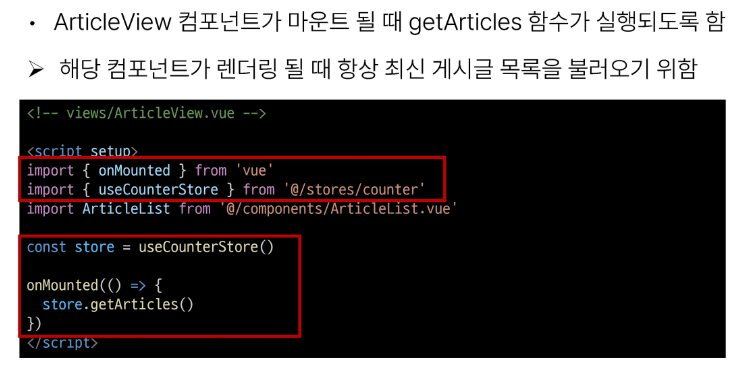 • ArticleView 컴포넌트가 마운트 될 때 getArticles 함수가 실행되도록 함
➤ 해당 컴포넌트가 렌더링 될 때 항상 최신 게시글 목록을 불러오기 위함
<!-- views/ArticleView.vue -->
<script setup>
import { onMounted } from 'vue'
import { useCounterStore } from '@/stores/counter'
import ArticleList from '@/components/ArticleList.vue'
const store = useCounterStore()
onMounted(() => {
  store.getArticles()
})
</script>